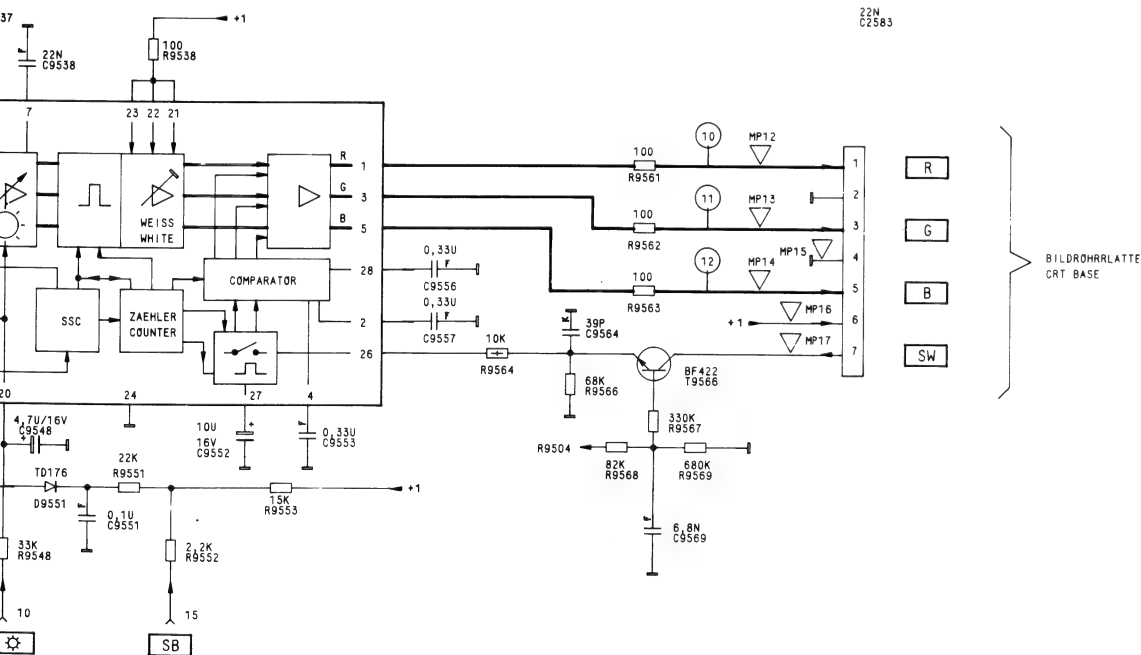 37
22N
C9538
+1
100
R9538
22N
C2583
7
23 22 21
R
1
G
3
B
5
WEISS
WHITE
100
R9561
10
MP12
1
R
2
100
R9562
11
MP13
3
G
MP15
4
100
R9563
12
MP14
5
B
MP16
+1
6
MP17
7
SW
BILDROHRRLATTE
CRT BASE
SSC
ZAEHLER
COUNTER
COMPARATOR
28
0,33U
F
C9556
2
0,33U
F
C9557
26
10K
R9564
K
39P
C9564
68K
R9566
BF422
T9566
330K
R9567
R9504
82K
R9568
680K
R9569
F
6,8N
C9569
20
24
27
4
4,7U/16V
C9548
+
10U
16V
C9552
+
F
0,33U
C9553
TD176
D9551
22K
R9551
15K
R9553
+1
F
0,1U
C9551
33K
R9548
2,2K
R9552
10
15
SB